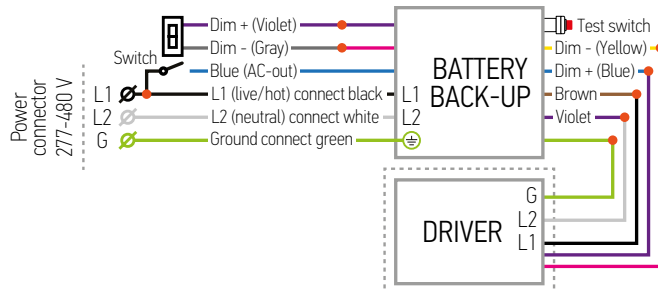 Dim + (Violet)
Dim - (Gray)
Switch
Blue (AC-out)
Power connector 277-480 V
L1
L1 (live/hot) connect black
L1
L2
L2 (neutral) connect white
L2
G
Ground connect green
BATTERY
BACK-UP
Test switch
Dim - (Yellow)
Dim + (Blue)
Brown
Violet
DRIVER
G
L2
L1